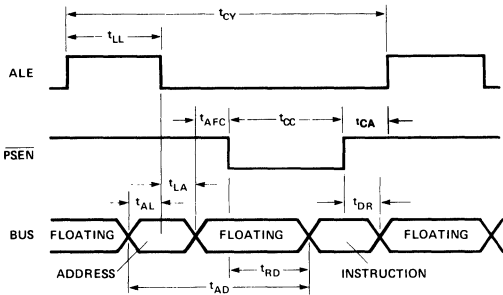 tCY
tLL
ALE
tAFC
tCC
tCA
PSEN
tLA
tAL
tDR
BUS
FLOATING
FLOATING
FLOATING
ADDRESS
tRD
INSTRUCTION
tAD